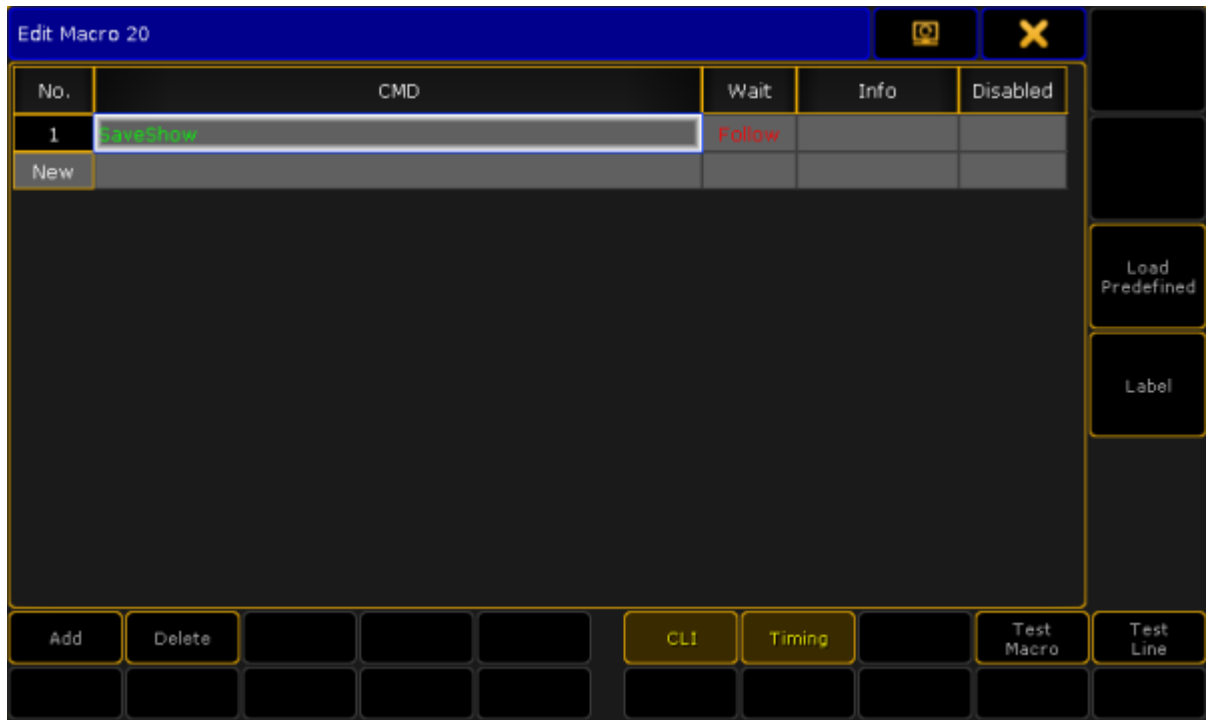 Edit Macro 20
No. CMD Wait Info Disabled
1 SaveShow Follow
New
Load
Predefined
Label
Add Delete CLI Timing Test Macro Test Line